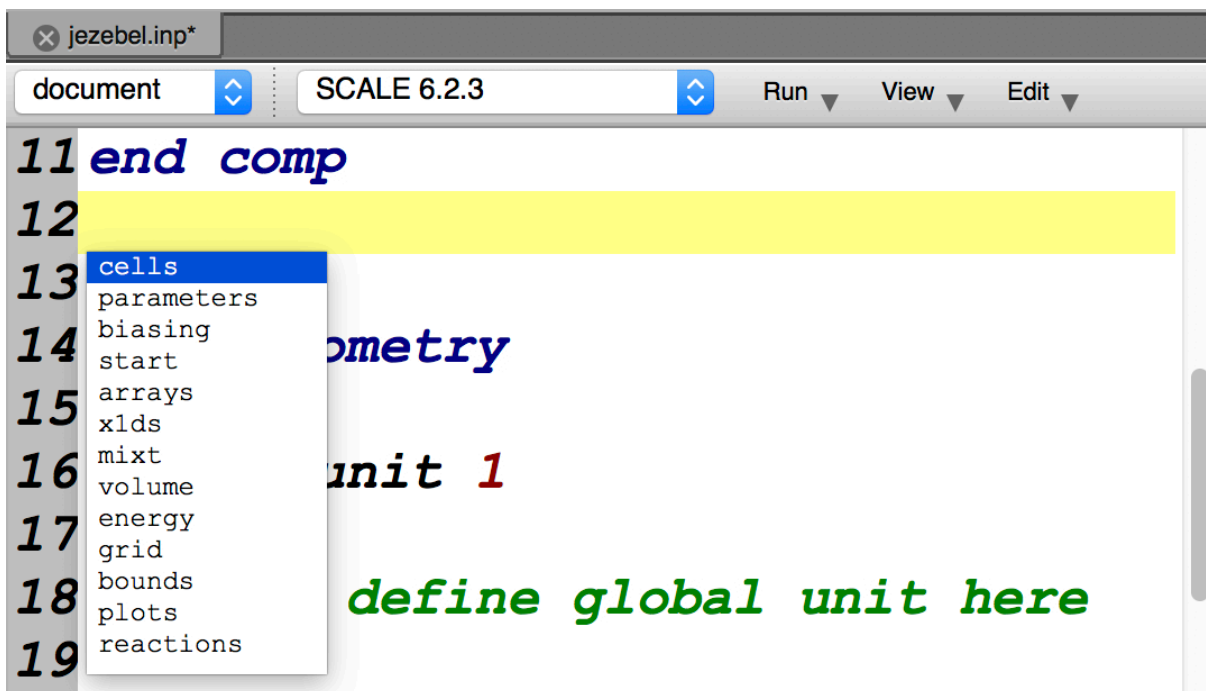 jezebel.inp*
document SCALE 6.2.3 Run View Edit
11 end comp
12
cells
13
parameters
biasing
14 ometry
start
arrays
15
x1ds
mixt
16 unit 1
volume
energy
17
grid
bounds
18 define global unit here
plots
reactions
19